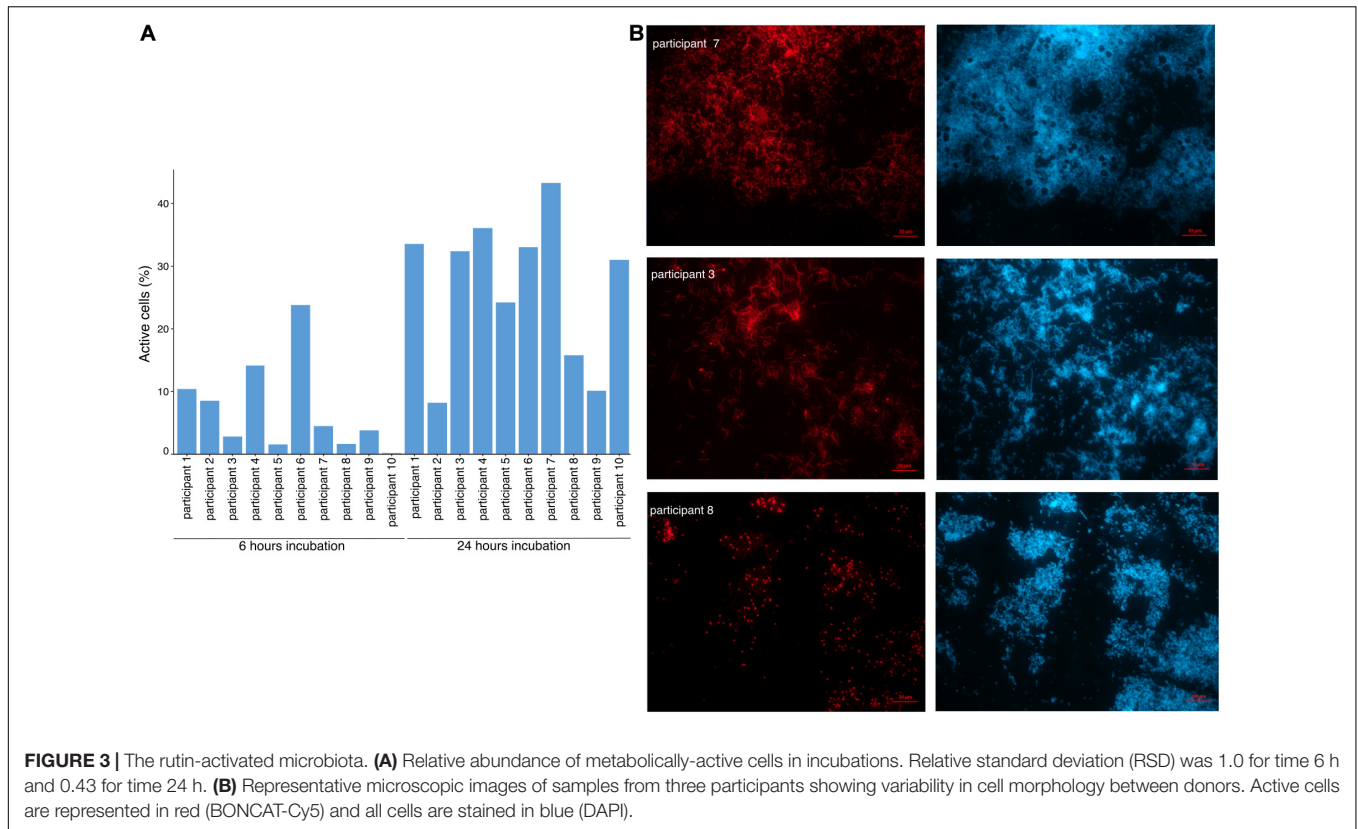 A
B
participant 7
40
30
20
10
0
Active cells (%)
participant 1
participant 2
participant 3
participant 4
participant 5
participant 6
participant 7
participant 8
participant 9
participant 10
participant 1
participant 2
participant 3
participant 4
participant 5
participant 6
participant 7
participant 8
participant 9
participant 10
6 hours incubation
24 hours incubation
participant 3
participant 8
FIGURE 3 | The rutin-activated microbiota. (A) Relative abundance of metabolically-active cells in incubations. Relative standard deviation (RSD) was 1.0 for time 6 h
and 0.43 for time 24 h. (B) Representative microscopic images of samples from three participants showing variability in cell morphology between donors. Active cells
are represented in red (BONCAT-Cy5) and all cells are stained in blue (DAPI).